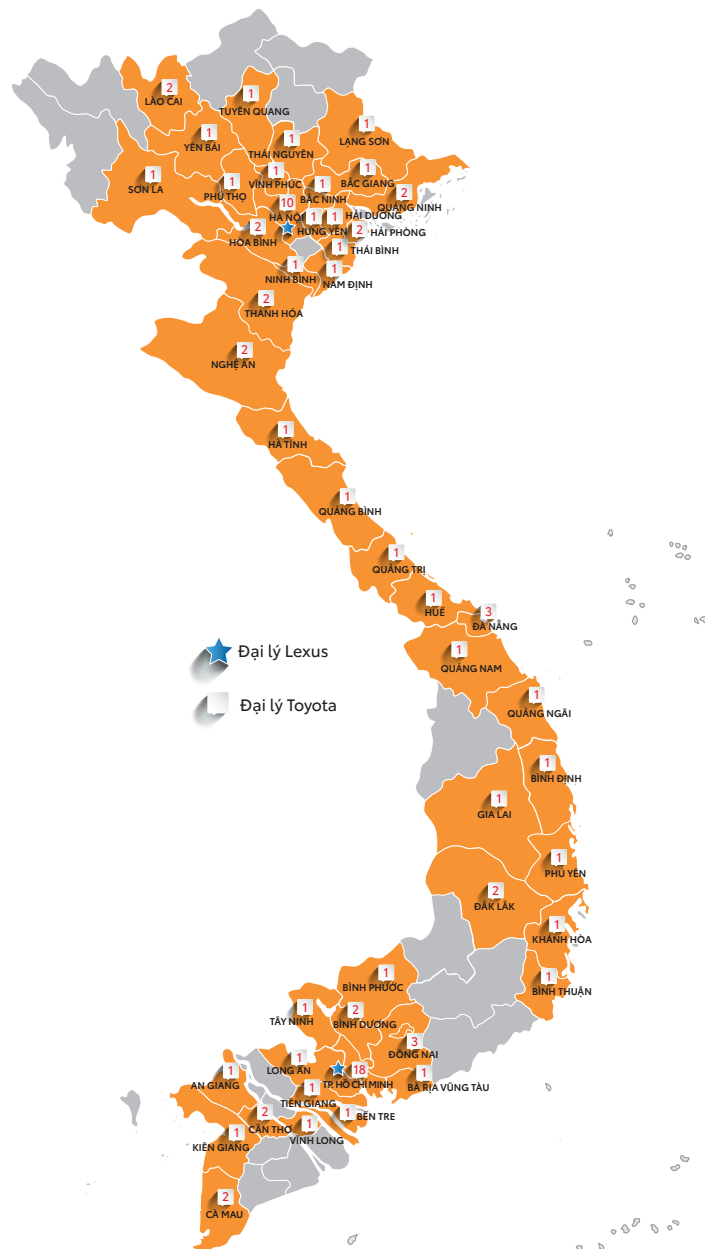 2
LÀO CAI
1
TUYÊN QUANG
1
LẠNG SƠN
1
YÊN BÁI
1
THÁI NGUYÊN
1
SƠN LA
1
PHÚ THỌ
1
VĨNH PHÚC
1
BẮC NINH
1
BẮC GIANG
2
QUẢNG NINH
10
HÀ NỘI
1
HƯNG YÊN
1
HẢI DƯƠNG
2
HẢI PHÒNG
2
HÒA BÌNH
1
THÁI BÌNH
1
NINH BÌNH
1
NAM ĐỊNH
2
THANH HÓA
2
NGHỆ AN
1
HÀ TĨNH
1
QUẢNG BÌNH
1
QUẢNG TRỊ
1
HUẾ
3
ĐÀ NẴNG
1
QUẢNG NAM
Đại lý Lexus
Đại lý Toyota
1
QUẢNG NGÃI
1
BÌNH ĐỊNH
1
GIA LAI
1
PHÚ YÊN
2
ĐẮK LẮK
1
KHÁNH HÒA
1
BÌNH THUẬN
1
BÌNH PHƯỚC
1
TÂY NINH
2
BÌNH DƯƠNG
3
ĐỒNG NAI
1
LONG AN
18
TP. HỒ CHÍ MINH
1
BÀ RỊA VŨNG TÀU
1
AN GIANG
1
TIỀN GIANG
1
BẾN TRE
2
CẦN THƠ
1
VĨNH LONG
1
KIÊN GIANG
2
CÀ MAU